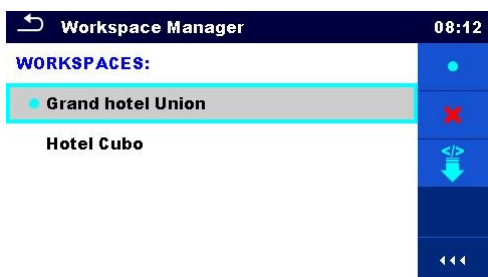 Workspace Manager 08:12
WORKSPACES:
Grand hotel Union
Hotel Cubo